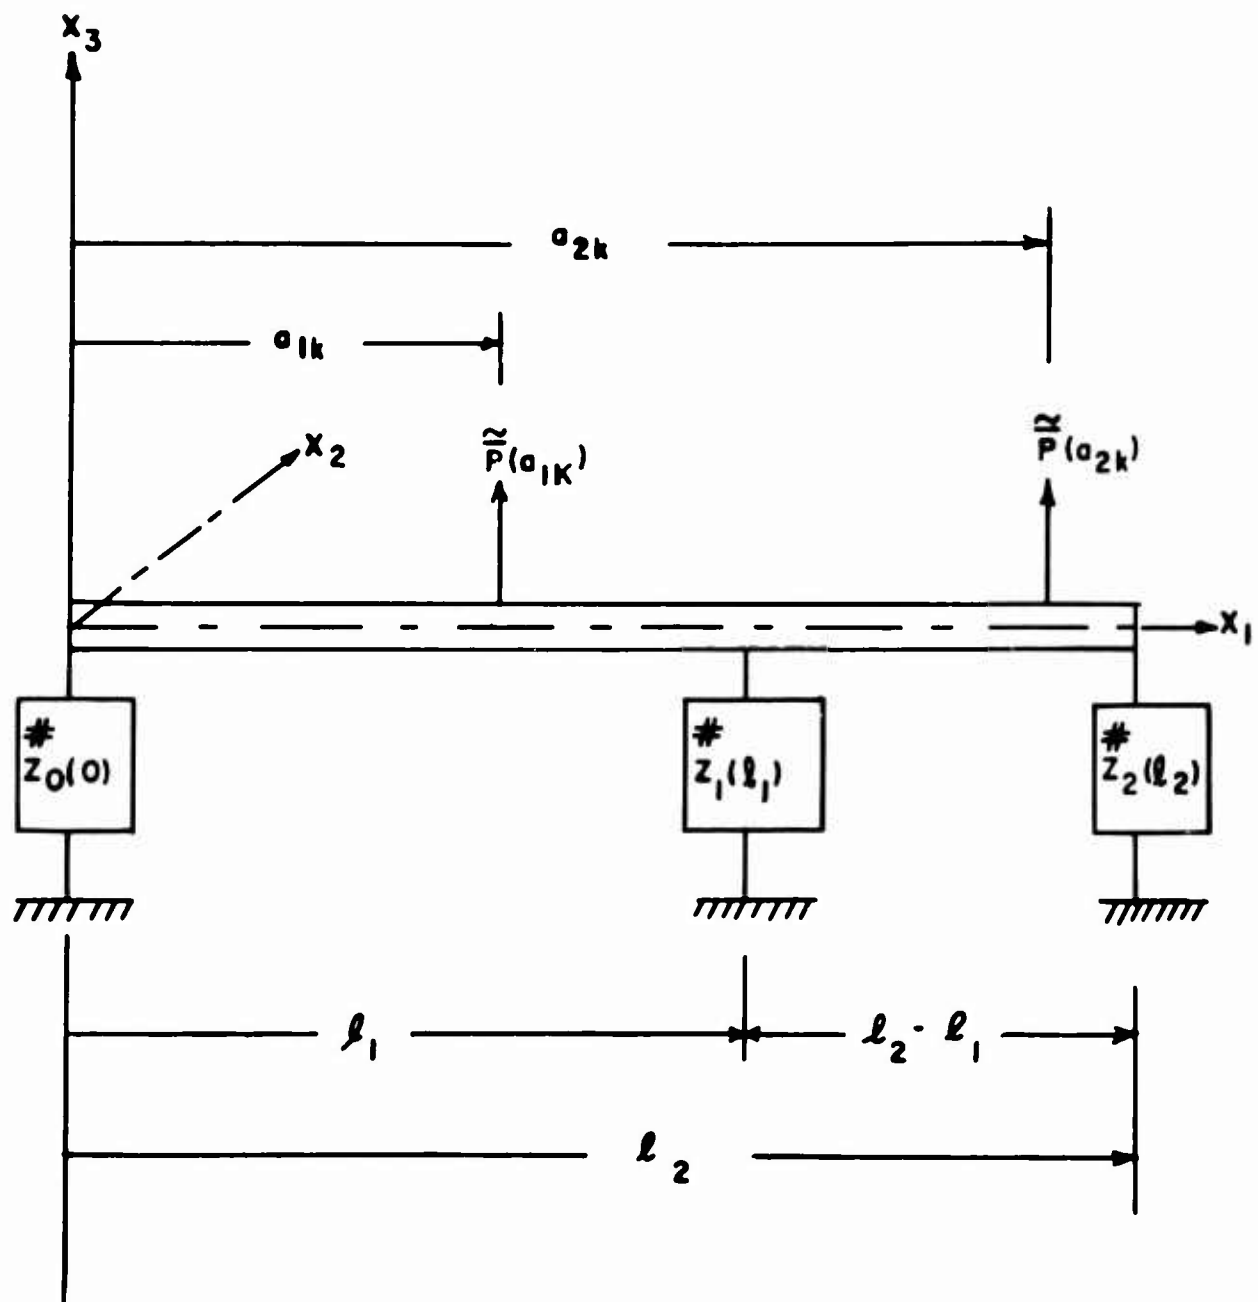 X3
a2k
a1k
X2
P̃̄(a1K)
P̃̄(a2k)
X1
#
Z0(0)
#
Z1(ℓ1)
#
Z2(ℓ2)
ℓ1
ℓ2 - ℓ1
ℓ2